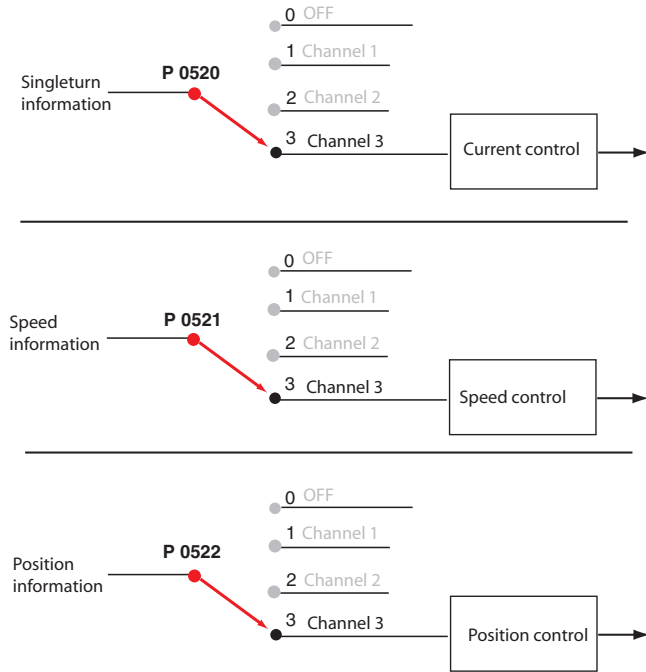 0 OFF
1 Channel 1
P 0520
Singleturn
information
2 Channel 2
3 Channel 3
Current control
0 OFF
1 Channel 1
P 0521
Speed
information
2 Channel 2
3 Channel 3
Speed control
0 OFF
1 Channel 1
P 0522
Position
information
2 Channel 2
3 Channel 3
Position control